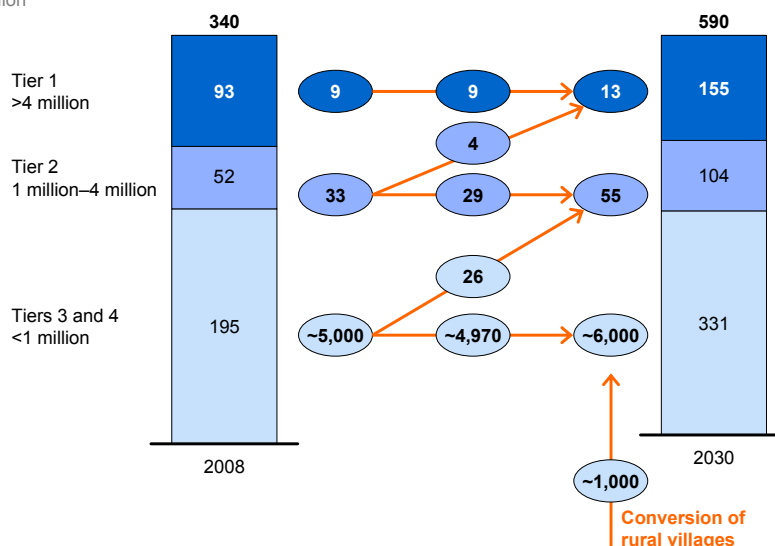 340
590
Tier 1
>4 million
93
9
9
13
155
4
Tier 2
1 million–4 million
52
33
29
55
104
26
Tiers 3 and 4
<1 million
195
~5,000
~4,970
~6,000
331
2008
2030
~1,000
Conversion of
rural villages